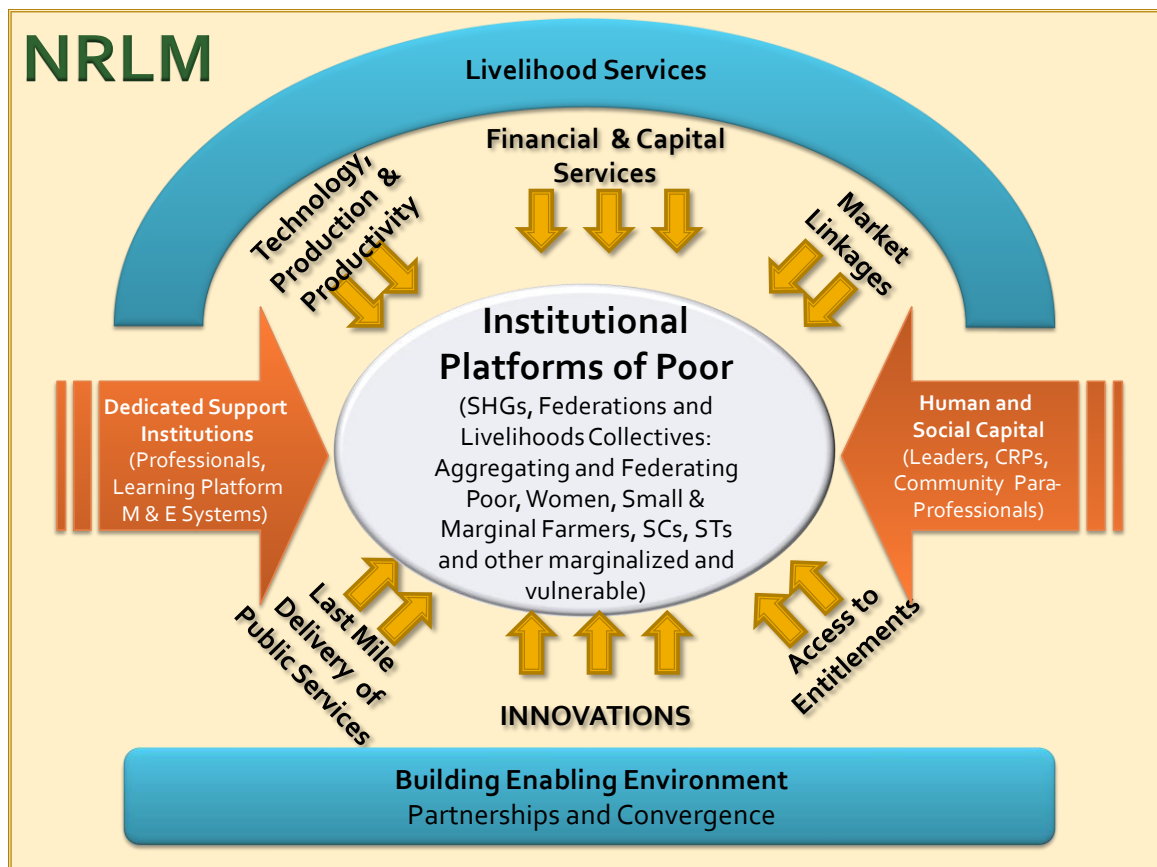 NRLM
Livelihood Services
Financial & Capital
Services
Technology,
Production &
Productivity
Market
Linkages
Institutional
Platforms of Poor
(SHGs, Federations and
Livelihoods Collectives:
Aggregating and Federating
Poor, Women, Small &
Marginal Farmers, SCs, STs
and other marginalized and
vulnerable)
Dedicated Support
Institutions
(Professionals,
Learning Platform
M & E Systems)
Human and
Social Capital
(Leaders, CRPs,
Community Para-
Professionals)
Last Mile
Delivery of
Public Services
INNOVATIONS
Access to
Entitlements
Building Enabling Environment
Partnerships and Convergence